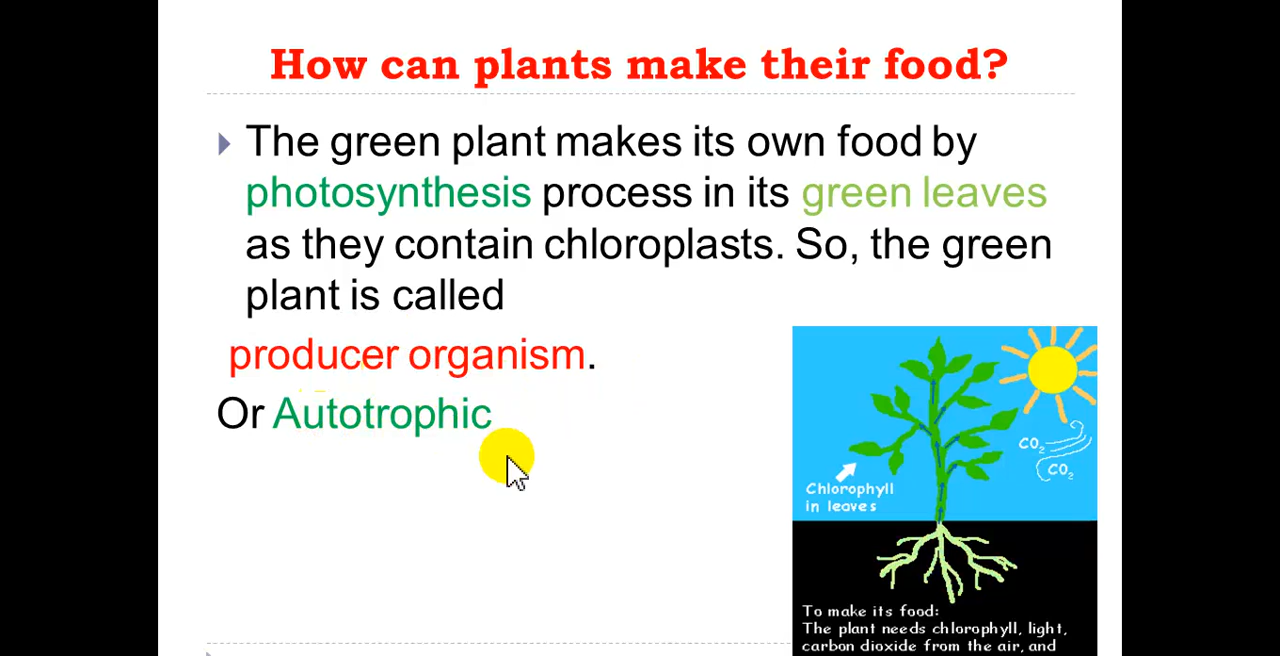 How can plants make their food?
The green plant makes its own food by
photosynthesis process in its green leaves
as they contain chloroplasts. So, the green
plant is called
producer organism.
Or Autotrophic
CO₂
CO₂
Chlorophyll
in leaves
To make its food:
The plant needs chlorophyll, light,
carbon dioxide from the air, and